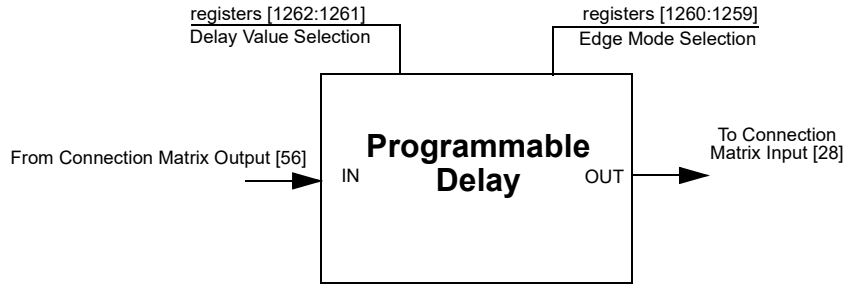 registers [1262:1261]
Delay Value Selection
registers [1260:1259]
Edge Mode Selection
From Connection Matrix Output [56]
IN
Programmable
Delay
OUT
To Connection
Matrix Input [28]